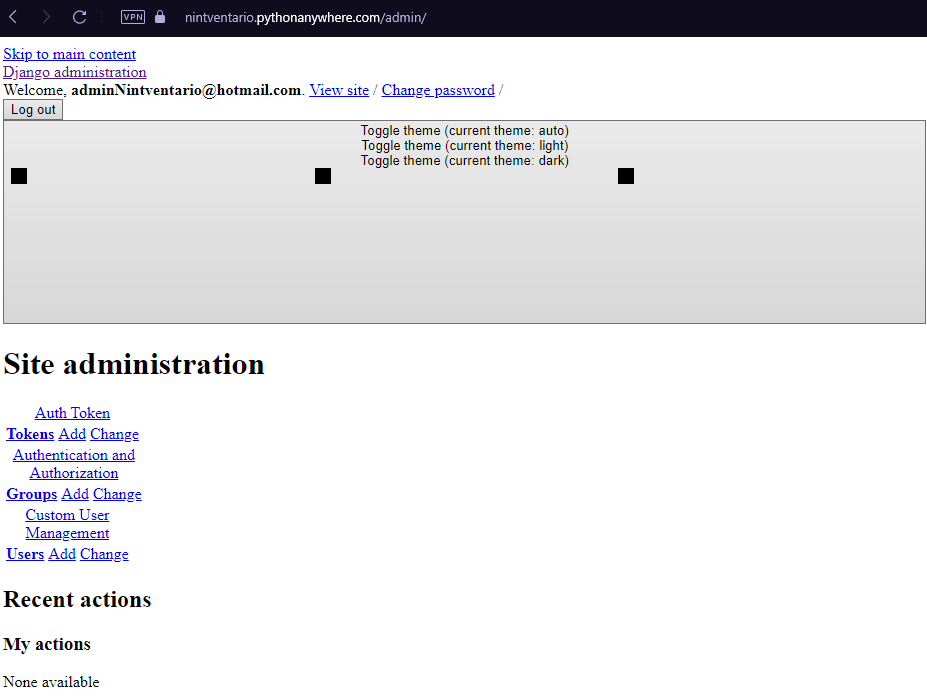 VPN nintventario.pythonanywhere.com/admin/
Skip to main content
Django administration
Welcome, adminNintventario@hotmail.com. View site / Change password /
Log out
Toggle theme (current theme: auto)
Toggle theme (current theme: light)
Toggle theme (current theme: dark)
Site administration
Auth Token
Tokens Add Change
Authentication and
Authorization
Groups Add Change
Custom User
Management
Users Add Change
Recent actions
My actions
None available